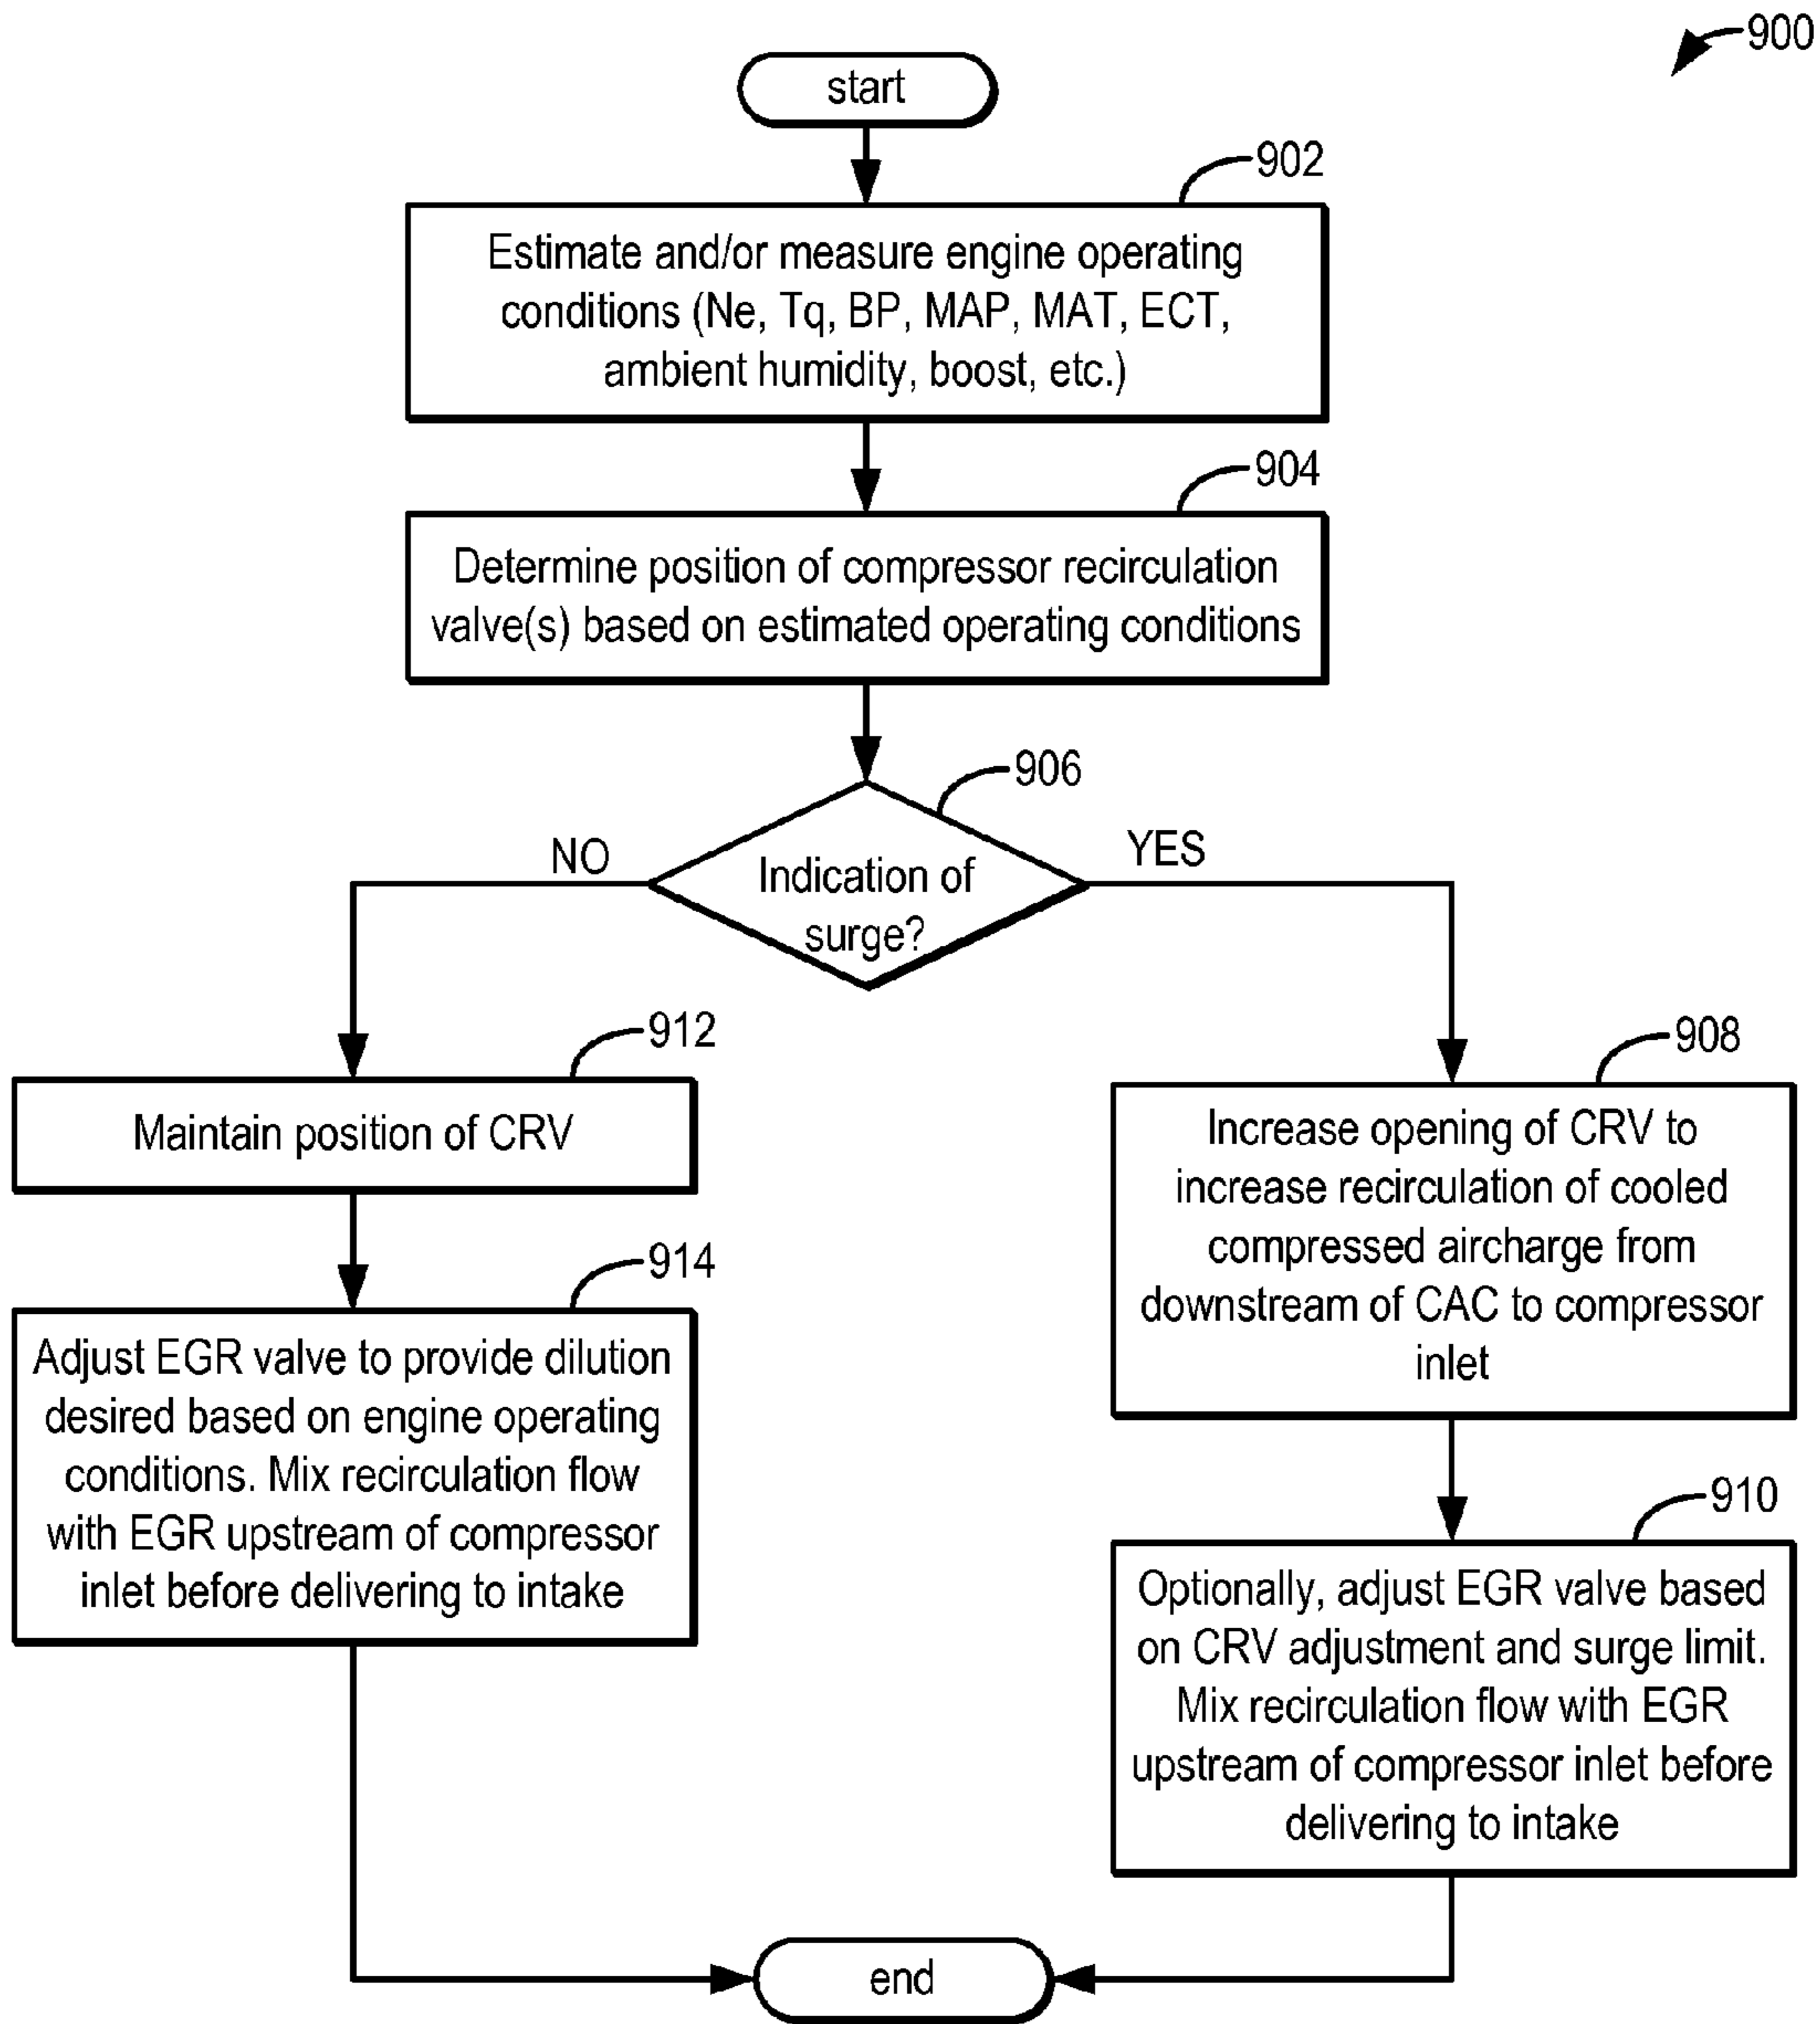 900
start
902
Estimate and/or measure engine operating
conditions (Ne, Tq, BP, MAP, MAT, ECT,
ambient humidity, boost, etc.)
904
Determine position of compressor recirculation
valve(s) based on estimated operating conditions
906
Indication of
surge?
NO
YES
912
Maintain position of CRV
914
Adjust EGR valve to provide dilution
desired based on engine operating
conditions. Mix recirculation flow
with EGR upstream of compressor
inlet before delivering to intake
908
Increase opening of CRV to
increase recirculation of cooled
compressed aircharge from
downstream of CAC to compressor
inlet
910
Optionally, adjust EGR valve based
on CRV adjustment and surge limit.
Mix recirculation flow with EGR
upstream of compressor inlet before
delivering to intake
end